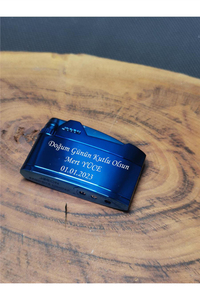 Doğum Günün Kutlu Olsun
Mert YÜCE
01.01.2023